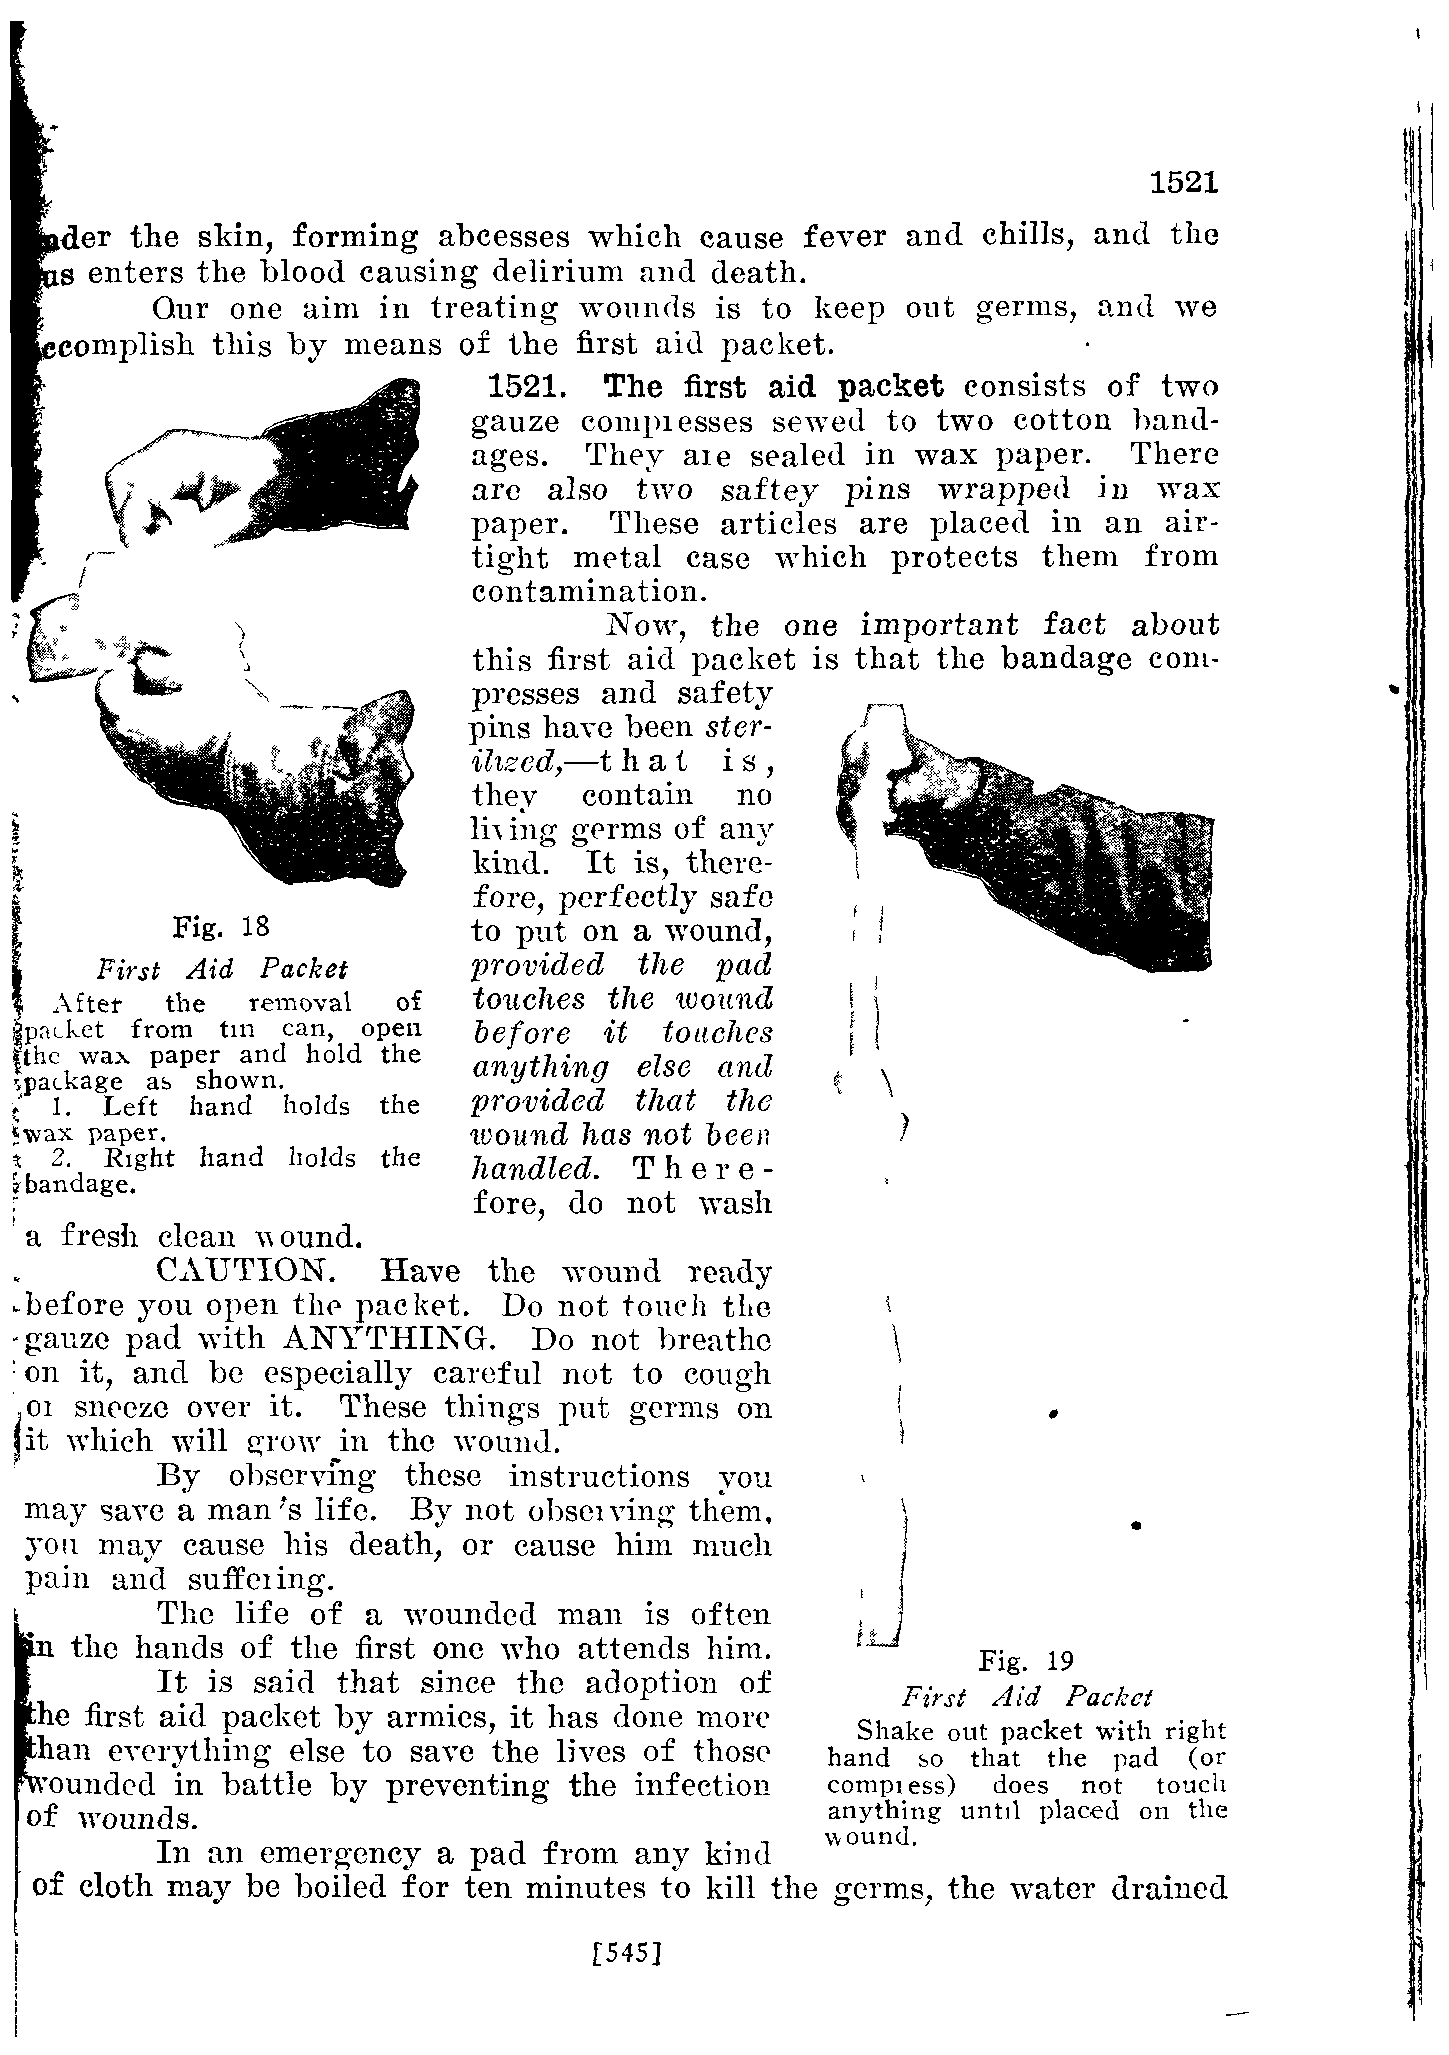 1521
nder the skin, forming abcesses which cause fever and chills, and the
us enters the blood causing delirium and death.
Our one aim in treating wounds is to keep out germs, and we
ccomplish this by means of the first aid packet.
1521. The first aid packet consists of two
gauze compresses sewed to two cotton band-
ages. They are sealed in wax paper. There
are also two saftey pins wrapped in wax
paper. These articles are placed in an air-
tight metal case which protects them from
contamination.
Now, the one important fact about
this first aid packet is that the bandage com-
presses and safety
pins have been ster-
ilized,—that is,
they contain no
living germs of any
kind. It is, there-
fore, perfectly safe
to put on a wound,
provided the pad
touches the wound
before it touches
anything else and
provided that the
wound has not been
handled. There-
fore, do not wash
a fresh clean wound.
Fig. 18
First Aid Packet
After the removal of
packet from tin can, open
the wax paper and hold the
package as shown.
1. Left hand holds the
wax paper.
2. Right hand holds the
bandage.
CAUTION. Have the wound ready
before you open the packet. Do not touch the
gauze pad with ANYTHING. Do not breathe
on it, and be especially careful not to cough
or sneeze over it. These things put germs on
it which will grow in the wound.
By observing these instructions you
may save a man's life. By not observing them,
you may cause his death, or cause him much
pain and suffering.
The life of a wounded man is often
in the hands of the first one who attends him.
It is said that since the adoption of
the first aid packet by armies, it has done more
than everything else to save the lives of those
wounded in battle by preventing the infection
of wounds.
Fig. 19
First Aid Packet
Shake out packet with right
hand so that the pad (or
compress) does not touch
anything until placed on the
wound.
In an emergency a pad from any kind
of cloth may be boiled for ten minutes to kill the germs, the water drained
[545]